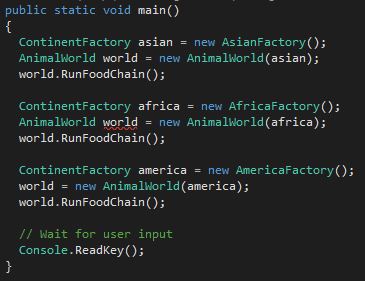 public static void main()
{
ContinentFactory asian = new AsianFactory();
AnimalWorld world = new AnimalWorld(asian);
world.RunFoodChain();
ContinentFactory africa = new AfricaFactory();
AnimalWorld world = new AnimalWorld(africa);
world.RunFoodChain();
ContinentFactory america = new AmericaFactory();
world = new AnimalWorld(america);
world.RunFoodChain();
// Wait for user input
Console.ReadKey();
}